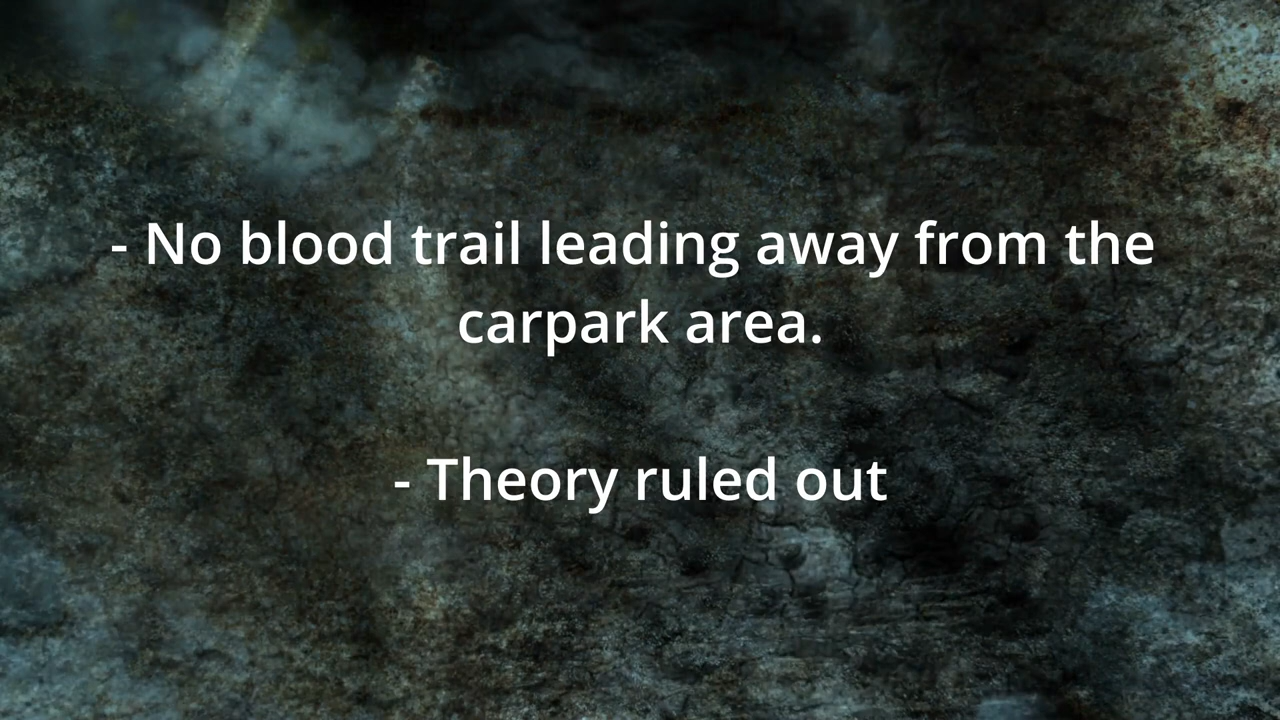 - No blood trail leading away from the
carpark area.
- Theory ruled out